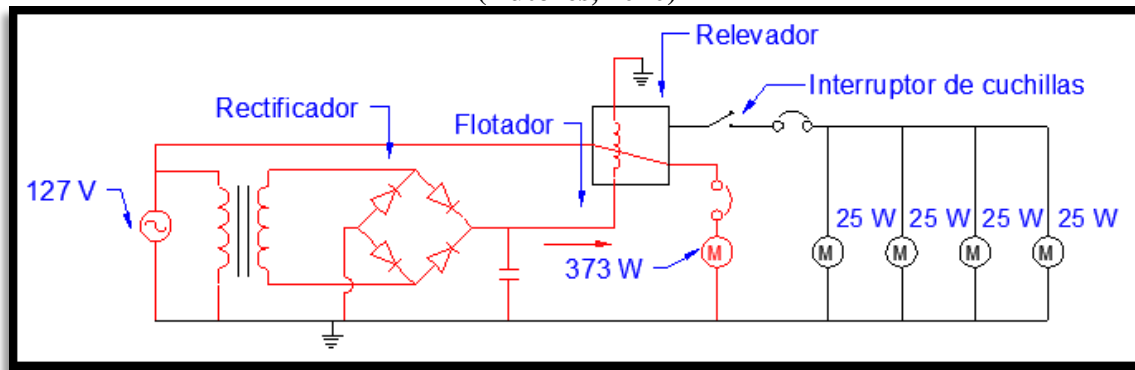 Relevador
Interruptor de cuchillas
Rectificador
Flotador
127 V
25 W 25 W 25 W 25 W
373 W
M M M M M